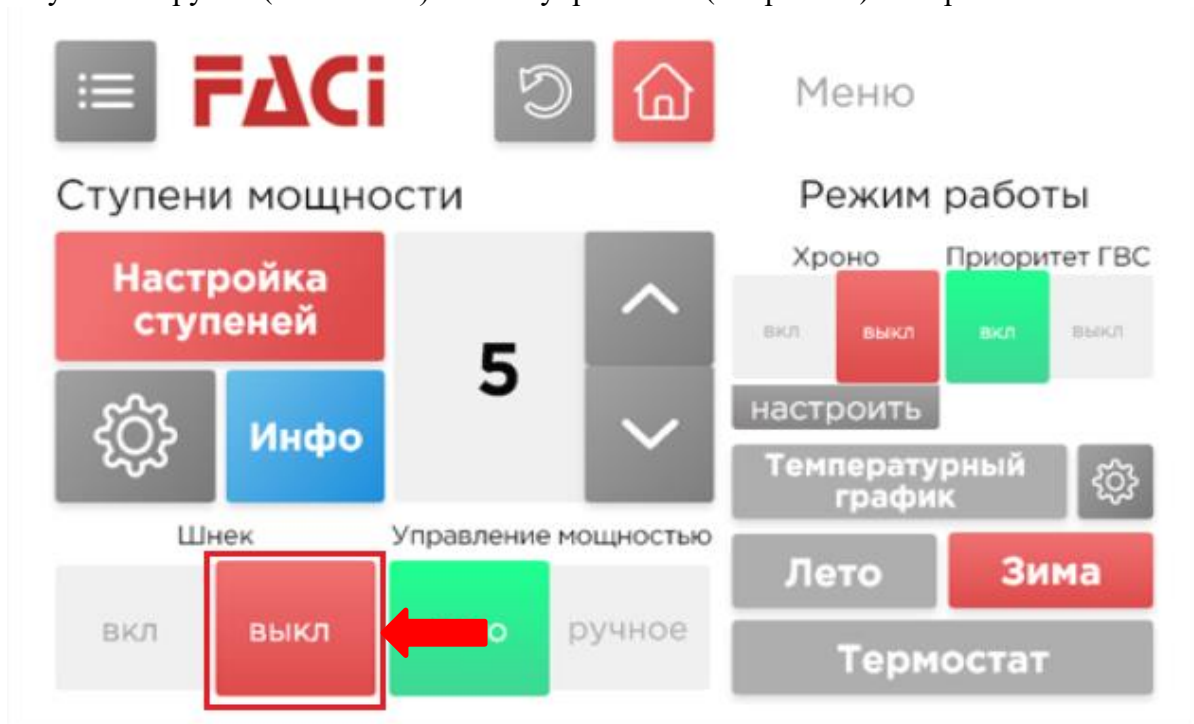 FACi
Меню
Ступени мощности
Режим работы
Настройка
ступеней
5
Инфо
Хроно
Приоритет ГВС
вкл
выкл
вкл
выкл
настроить
Температурный
график
Шнек
Управление мощностью
вкл
выкл
ручное
Лето
Зима
Термостат